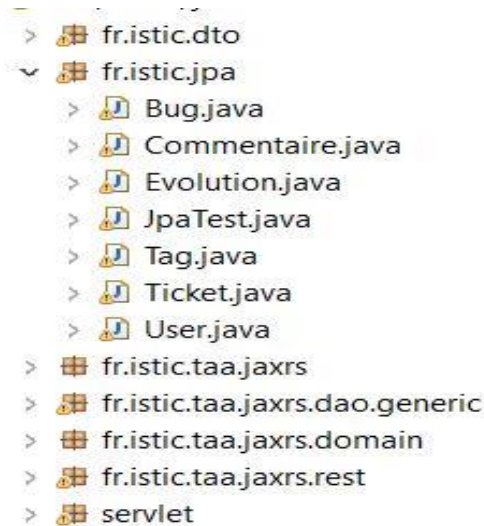 fr.istic.dto
fr.istic.jpa
Bug.java
Commentaire.java
Evolution.java
JpaTest.java
Tag.java
Ticket.java
User.java
fr.istic.taa.jaxrs
fr.istic.taa.jaxrs.dao.generic
fr.istic.taa.jaxrs.domain
fr.istic.taa.jaxrs.rest
servlet